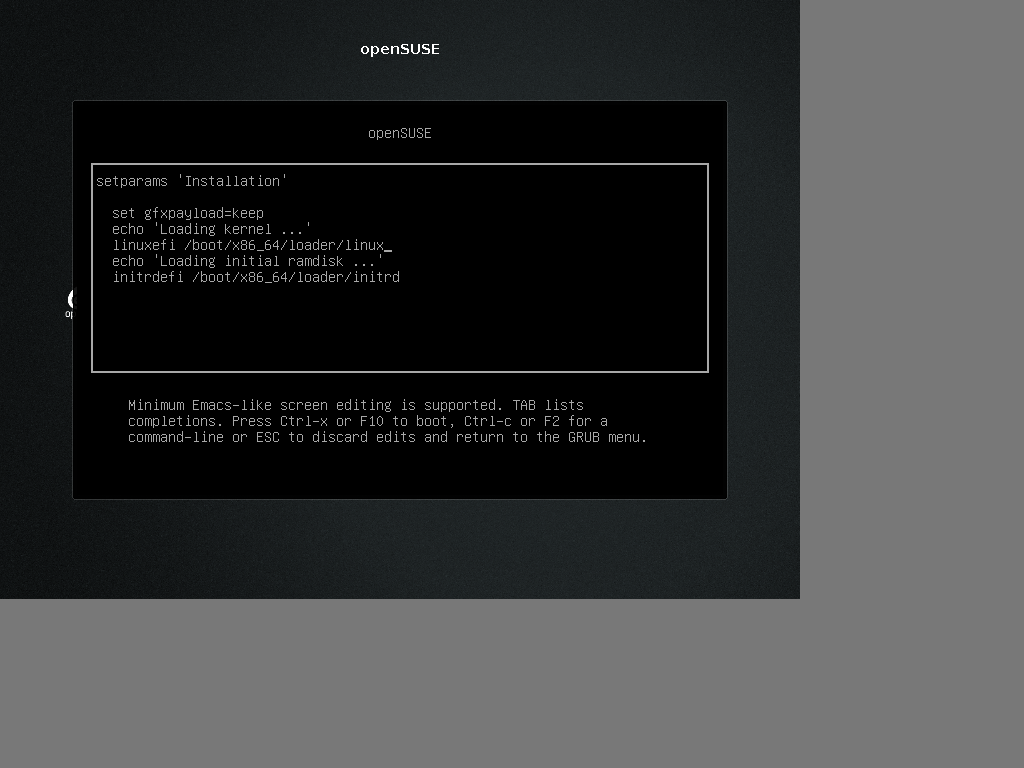 openSUSE
openSUSE
setparams 'Installation'
set gfxpayload=keep
echo 'Loading kernel ...'
linuxefi /boot/x86_64/loader/linux_
echo 'Loading initial ramdisk ...'
initrdefi /boot/x86_64/loader/initrd
op
Minimum Emacs-like screen editing is supported. TAB lists
completions. Press Ctrl-x or F10 to boot, Ctrl-c or F2 for a
command-line or ESC to discard edits and return to the GRUB menu.